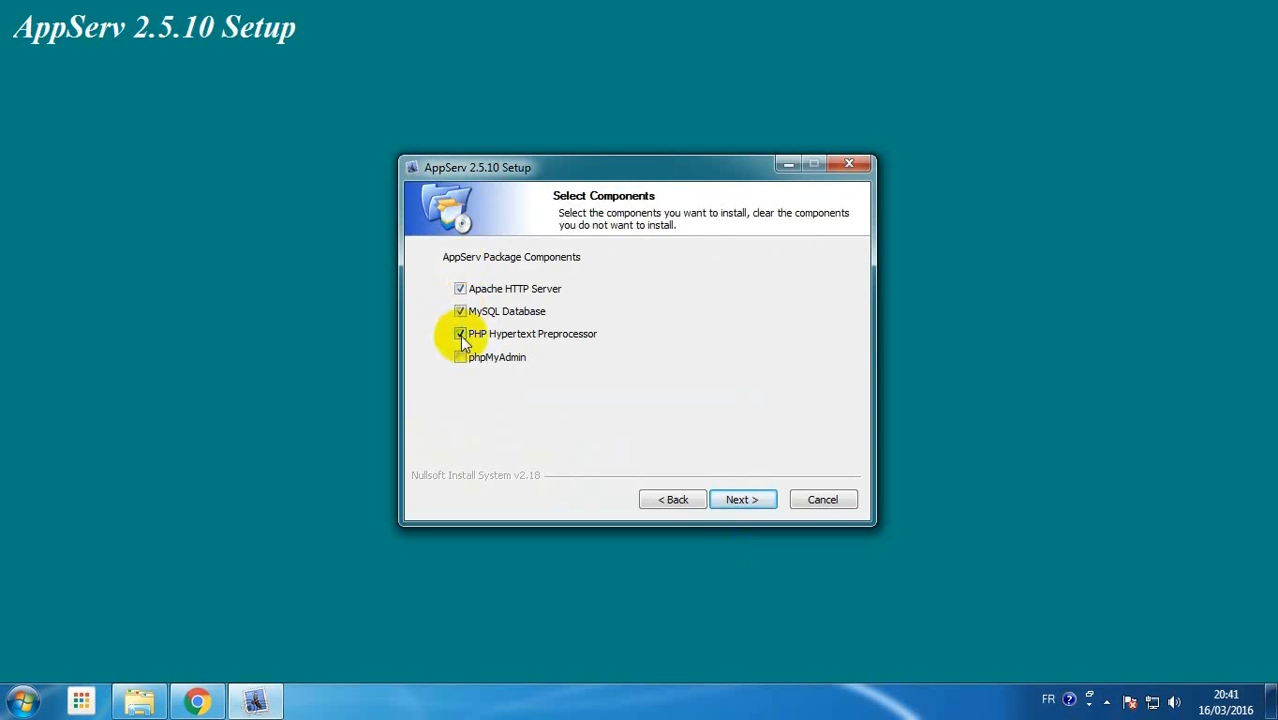 AppServ 2.5.10 Setup
AppServ 2.5.10 Setup
Select Components
Select the components you want to install, clear the components
you do not want to install.
AppServ Package Components
Apache HTTP Server
MySQL Database
PHP Hypertext Preprocessor
phpMyAdmin
Nullsoft Install System v2.18
< Back
Next >
Cancel
FR
20:41
16/03/2016